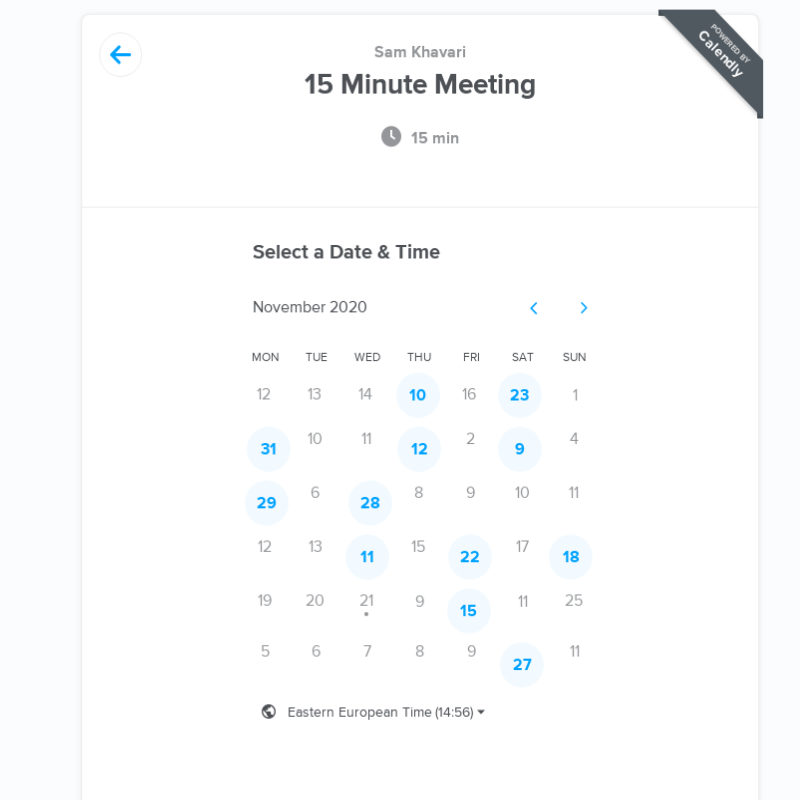 POWERED BY
Calendly
Sam Khavari
15 Minute Meeting
15 min
Select a Date & Time
November 2020
MON TUE WED THU FRI SAT SUN
12 13 14 10 16 23 1
31 10 11 12 2 9 4
29 6 28 8 9 10 11
12 13 11 15 22 17 18
19 20 21 9 15 11 25
5 6 7 8 9 27 11
Eastern European Time (14:56)